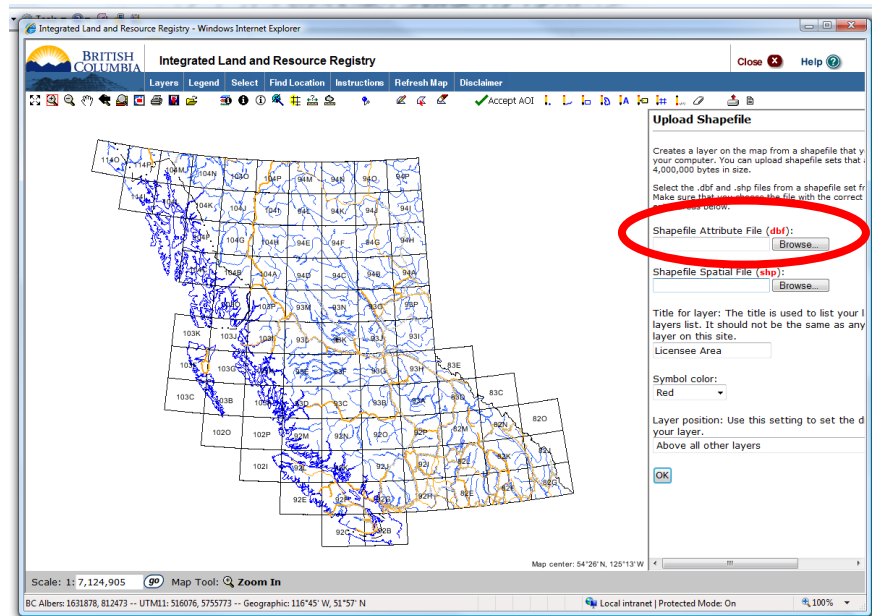 Tools
Integrated Land and Resource Registry - Windows Internet Explorer
BRITISH COLUMBIA
Integrated Land and Resource Registry
Close Help
Layers Legend Select Find Location Instructions Refresh Map Disclaimer
Accept AOI
Upload Shapefile
Creates a layer on the map from a shapefile that y
your computer. You can upload shapefile sets that
4,000,000 bytes in size.
Select the .dbf and .shp files from a shapefile set fr
Make sure that you choose the file with the correct
below.
Shapefile Attribute File (dbf):
Browse...
Shapefile Spatial File (shp):
Browse...
Title for layer: The title is used to list your l
layers list. It should not be the same as any
layer on this site.
Licensee Area
Symbol color:
Red
Layer position: Use this setting to set the d
your layer.
Above all other layers
OK
114O 114P 104M 104N 104O 104P 94M 94N 94O 94P
104K 104J 104I 94L 94K 94J 94I
104G 104H 94E 94F 94G 94H
104B 104A 94D 94C 94B 94A
103P 93M 93N 93O 93P
103K 103J 103I 93L 93K 93J 93I
103G 93E 93F 93G 93H 83E
103C 103B 93D 93C 93B 93A 83D 83C
102O 102P 92M 92N 92O 92P 82M 82N 82O
102I 92L 92K 92J 92I 82L 82K 82J
92E 92F 92G 92H 82E 82G
92C 92B
Map center: 54°26' N, 125°13' W
Scale: 1: 7,124,905 go Map Tool: Zoom In
BC Albers: 1631878, 812473 -- UTM11: 516076, 5755773 -- Geographic: 116°45' W, 51°57' N
Local intranet | Protected Mode: On 100%